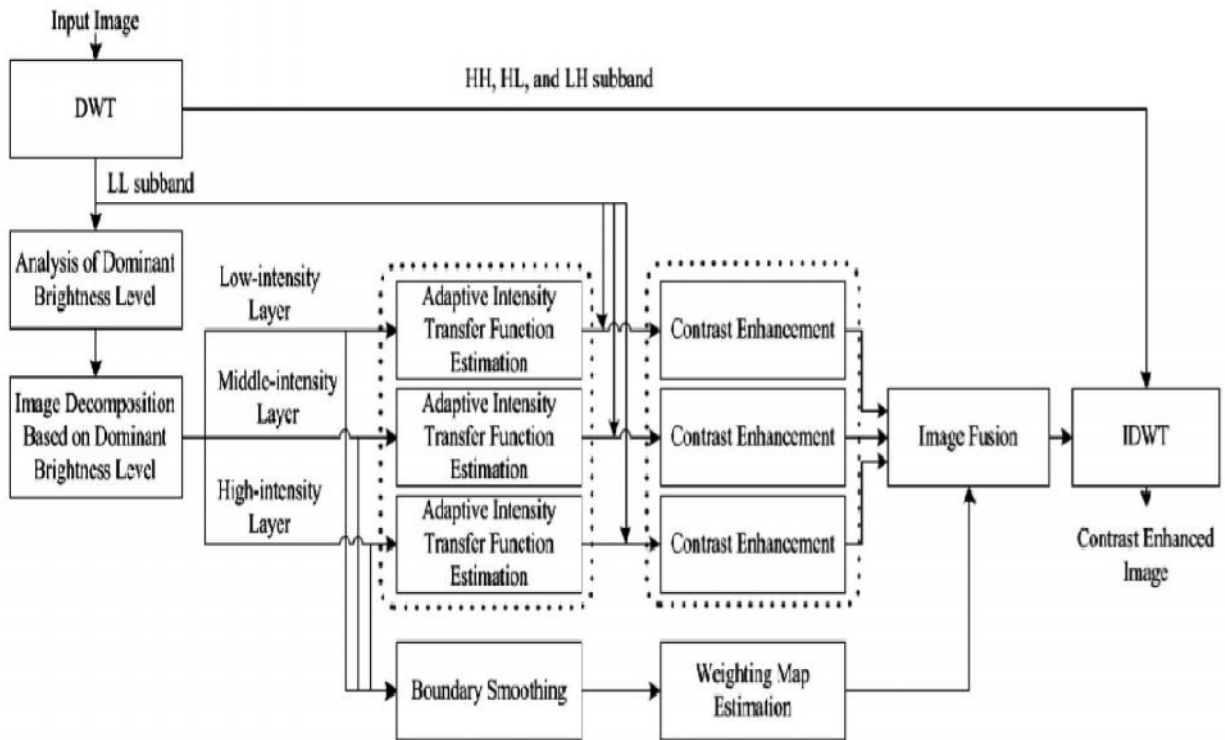 Input Image
DWT
HH, HL, and LH subband
LL subband
Analysis of Dominant
Brightness Level
Image Decomposition
Based on Dominant
Brightness Level
Low-intensity
Layer
Middle-intensity
Layer
High-intensity
Layer
Adaptive Intensity
Transfer Function
Estimation
Adaptive Intensity
Transfer Function
Estimation
Adaptive Intensity
Transfer Function
Estimation
Contrast Enhancement
Contrast Enhancement
Contrast Enhancement
Boundary Smoothing
Weighting Map
Estimation
Image Fusion
IDWT
Contrast Enhanced
Image